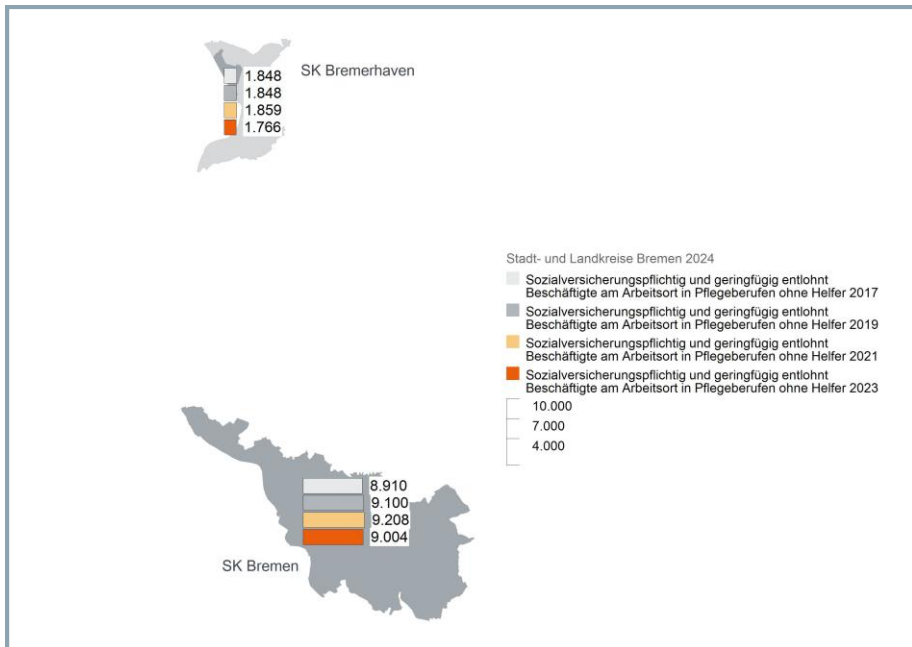 SK Bremerhaven
1.848
1.848
1.859
1.766
Stadt- und Landkreise Bremen 2024
Sozialversicherungspflichtig und geringfügig entlohnt
Beschäftigte am Arbeitsort in Pflegeberufen ohne Helfer 2017
Sozialversicherungspflichtig und geringfügig entlohnt
Beschäftigte am Arbeitsort in Pflegeberufen ohne Helfer 2019
Sozialversicherungspflichtig und geringfügig entlohnt
Beschäftigte am Arbeitsort in Pflegeberufen ohne Helfer 2021
Sozialversicherungspflichtig und geringfügig entlohnt
Beschäftigte am Arbeitsort in Pflegeberufen ohne Helfer 2023
10.000
7.000
4.000
8.910
9.100
9.208
9.004
SK Bremen